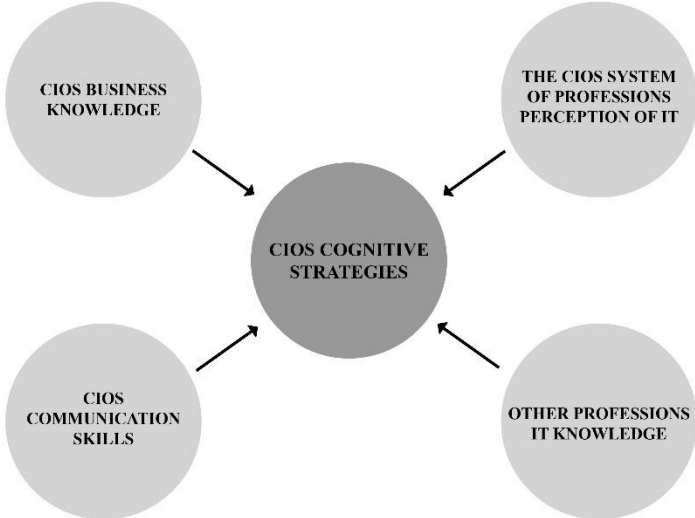 CIOS BUSINESS
KNOWLEDGE
THE CIOS SYSTEM
OF PROFESSIONS
PERCEPTION OF IT
CIOS COGNITIVE
STRATEGIES
CIOS
COMMUNICATION
SKILLS
OTHER PROFESSIONS
IT KNOWLEDGE